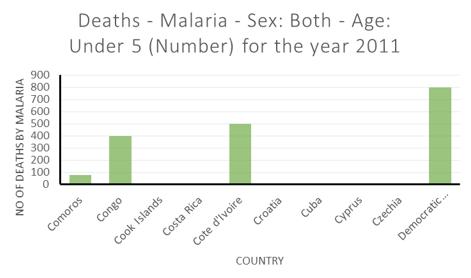 Deaths - Malaria - Sex: Both - Age:
Under 5 (Number) for the year 2011
NO OF DEATHS BY MALARIA
900
800
700
600
500
400
300
200
100
0
Comoros
Congo
Cook Islands
Costa Rica
Cote d'Ivoire
Croatia
Cuba
Cyprus
Czechia
Democratic...
COUNTRY